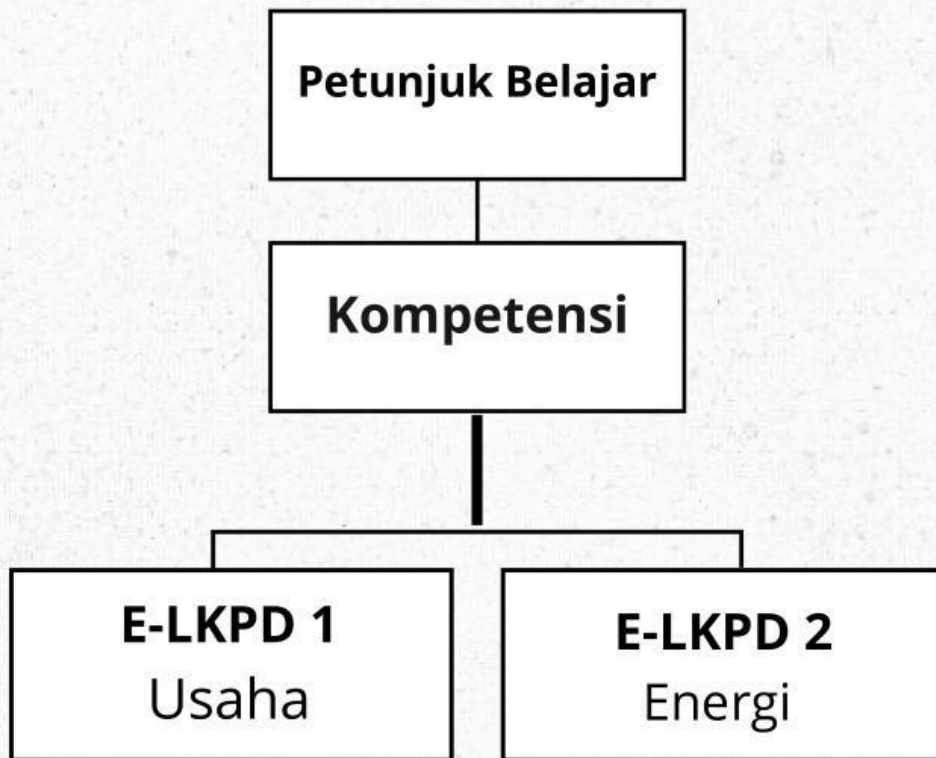 Petunjuk Belajar
Kompetensi
E-LKPD 1
Usaha
E-LKPD 2
Energi